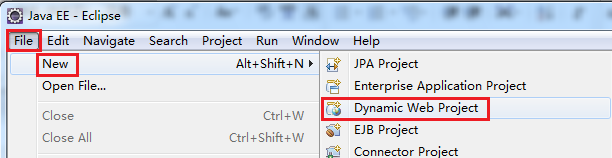 Java EE - Eclipse
File Edit Navigate Search Project Run Window Help
New Alt+Shift+N
Open File...
Close Ctrl+W
Close All Ctrl+Shift+W
JPA Project
Enterprise Application Project
Dynamic Web Project
EJB Project
Connector Project